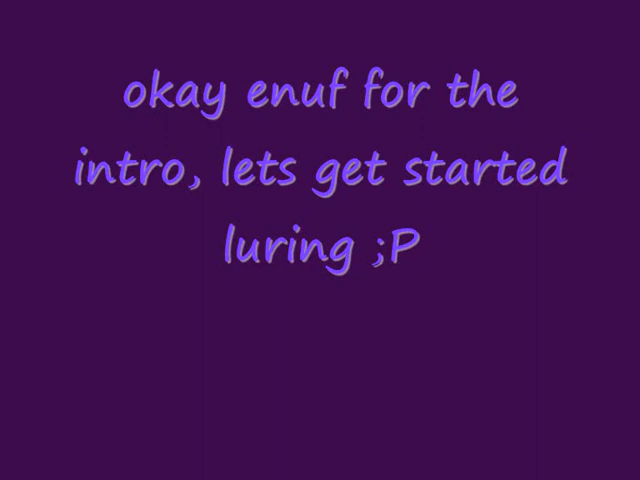 okay enuf for the
intro, lets get started
luring ;P